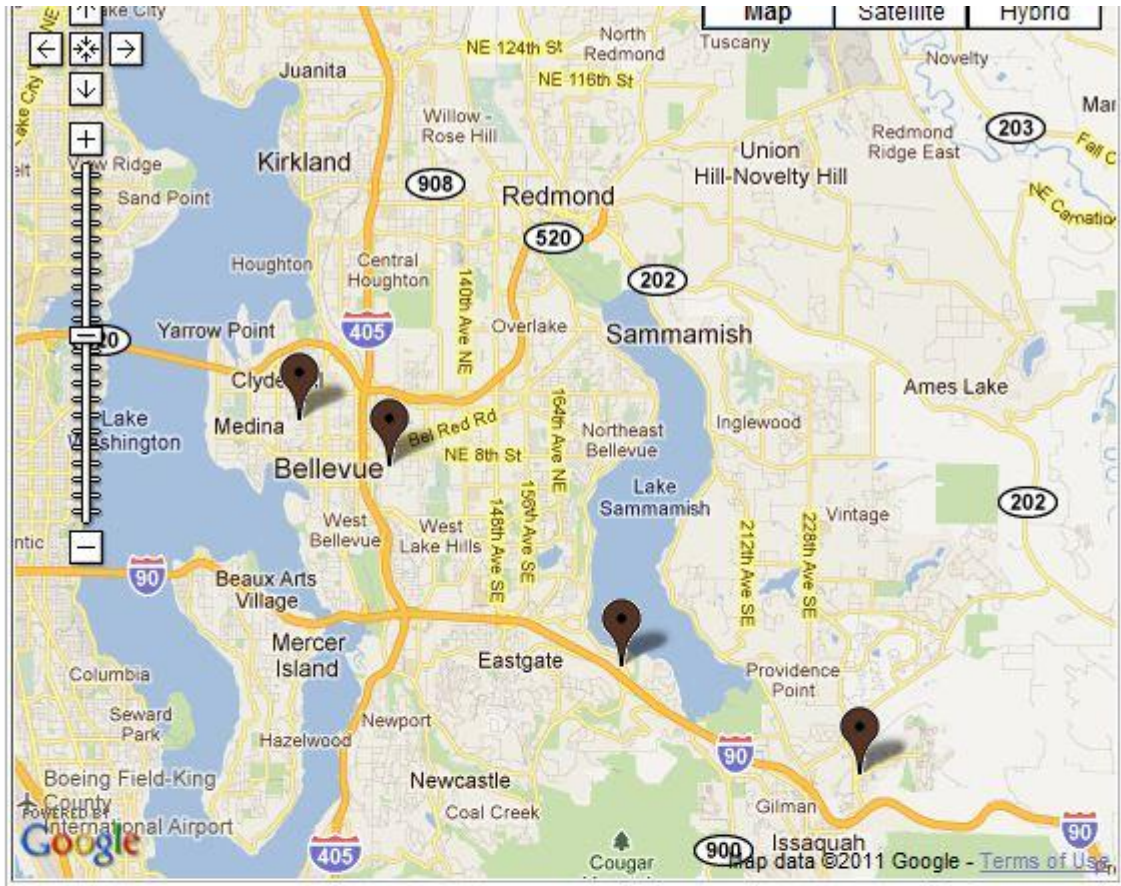 Lake City
Map
Satellite
Hybrid
NE 124th St
North
Redmond
Tuscany
Juanita
NE 116th St
Novelty
Lake City
Willow -
Rose Hill
Redmond
Ridge East
203
Fall C
View Ridge
Kirkland
908
Union
Hill-Novelty Hill
Sand Point
Redmond
NE Carnatio
520
Houghton
Central
Houghton
140th Ave NE
202
Yarrow Point
405
Overlake
Sammamish
20
Clyde
Ames Lake
Lake
Washington
Medina
Bel Red Rd
164th Ave NE
Northeast
Bellevue
Inglewood
Bellevue
NE 8th St
Lake
Sammamish
202
148th Ave SE
156th Ave SE
212th Ave SE
228th Ave SE
Vintage
ntic
West
Bellevue
West
Lake Hills
90
Beaux Arts
Village
Mercer
Island
Eastgate
Providence
Point
Columbia
Seward
Park
Newport
Hazelwood
90
Boeing Field-King
County
International Airport
Newcastle
Coal Creek
Gilman
POWERED BY
Google
405
Cougar
900
Issaquah
90
Map data ©2011 Google - Terms of Use